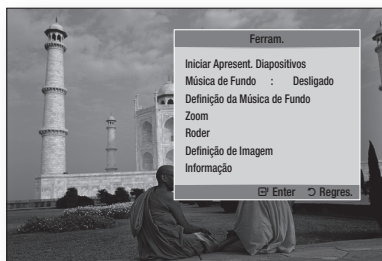 Ferram.
Iniciar Apresent. Diapositivos
Música de Fundo : Desligado
Definição da Música de Fundo
Zoom
Roder
Definição de Imagem
Informação
Enter Regres.